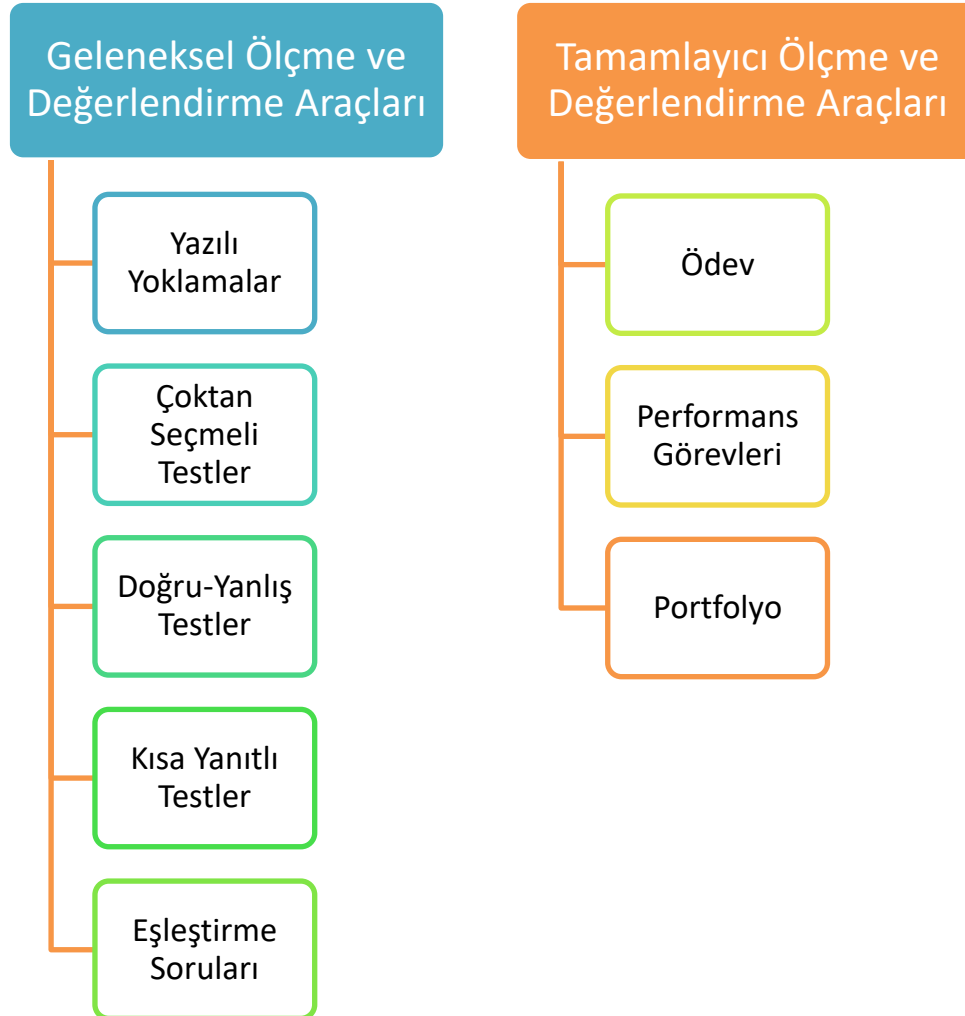 Geleneksel Ölçme ve
Değerlendirme Araçları
Yazılı
Yoklamalar
Çoktan
Seçmeli
Testler
Doğru-Yanlış
Testler
Kısa Yanıtlı
Testler
Eşleştirme
Soruları
Tamamlayıcı Ölçme ve
Değerlendirme Araçları
Ödev
Performans
Görevleri
Portfolyo